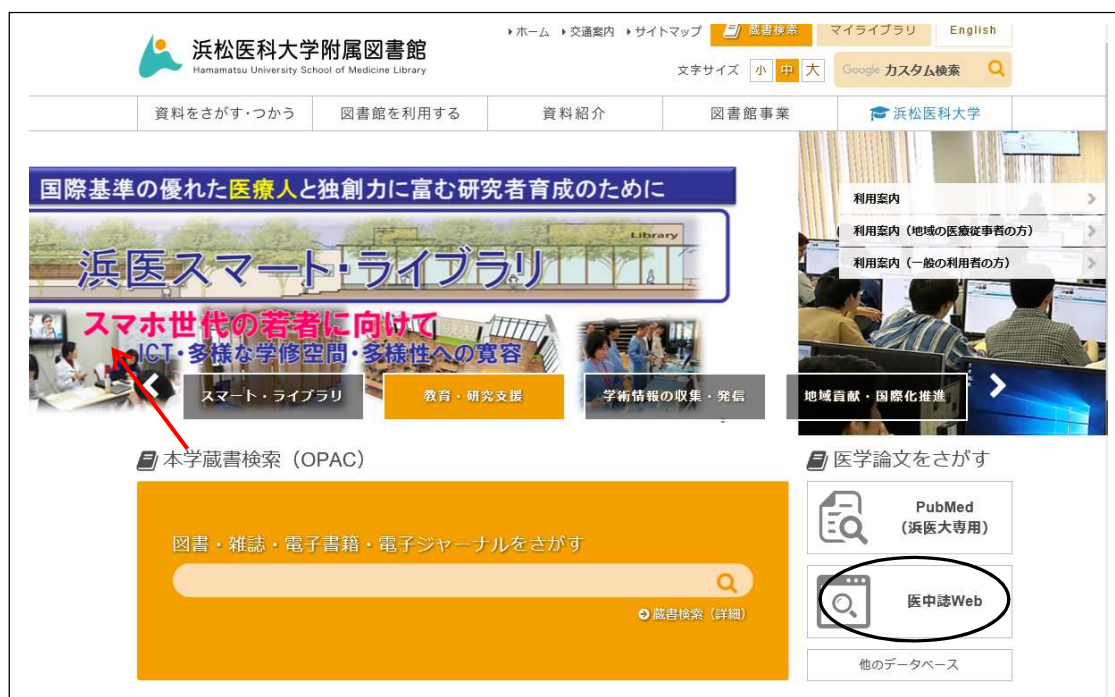 浜松医科大学附属図書館
Hamamatsu University School of Medicine Library
ホーム 交通案内 サイトマップ 蔵書検索 マイライブラリ English
文字サイズ 小 中 大 Google カスタム検索
資料をさがす・つかう 図書館を利用する 資料紹介 図書館事業 浜松医科大学
国際基準の優れた医療人と独創力に富む研究者育成のために
Library
浜医スマート・ライブラリ
スマホ世代の若者に向けて
ICT・多様な学修空間・多様性への寛容
利用案内
利用案内（地域の医療従事者の方）
利用案内（一般の利用者の方）
スマート・ライブラリ 教育・研究支援 学術情報の収集・発信 地域貢献・国際化推進
本学蔵書検索（OPAC）
図書・雑誌・電子書籍・電子ジャーナルをさがす
蔵書検索（詳細）
医学論文をさがす
PubMed
（浜医大専用）
医中誌Web
他のデータベース